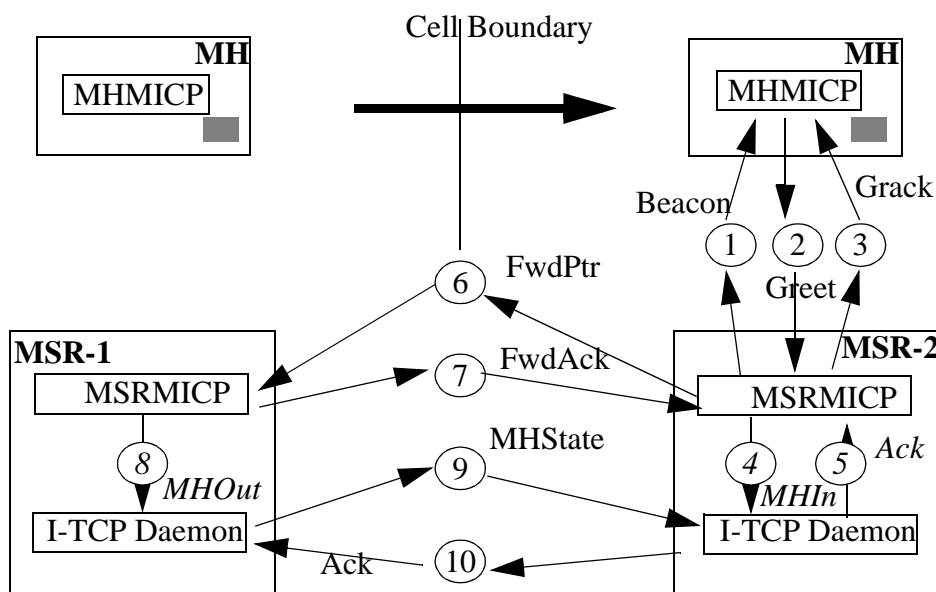 Cell Boundary
MH
MHMICP
MH
MHMICP
Beacon
Grack
1
2
3
Greet
6
FwdPtr
MSR-1
MSRMICP
7
FwdAck
MSR-2
MSRMICP
8
MHOut
9
MHState
4
5
Ack
MHIn
I-TCP Daemon
I-TCP Daemon
Ack
10